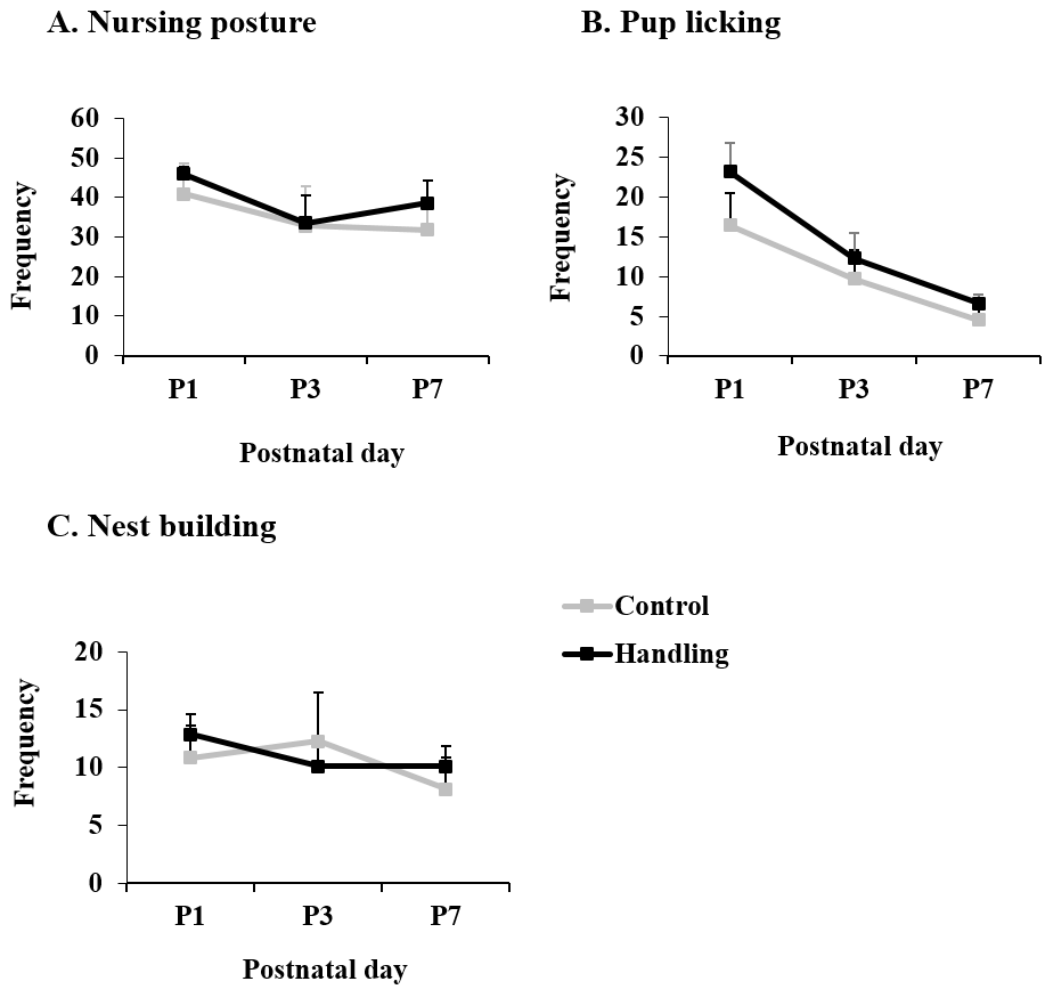 A. Nursing posture
60
50
40
30
20
10
0
Frequency
P1 P3 P7
Postnatal day
B. Pup licking
30
25
20
15
10
5
0
Frequency
P1 P3 P7
Postnatal day
C. Nest building
20
15
10
5
0
Frequency
P1 P3 P7
Postnatal day
Control
Handling